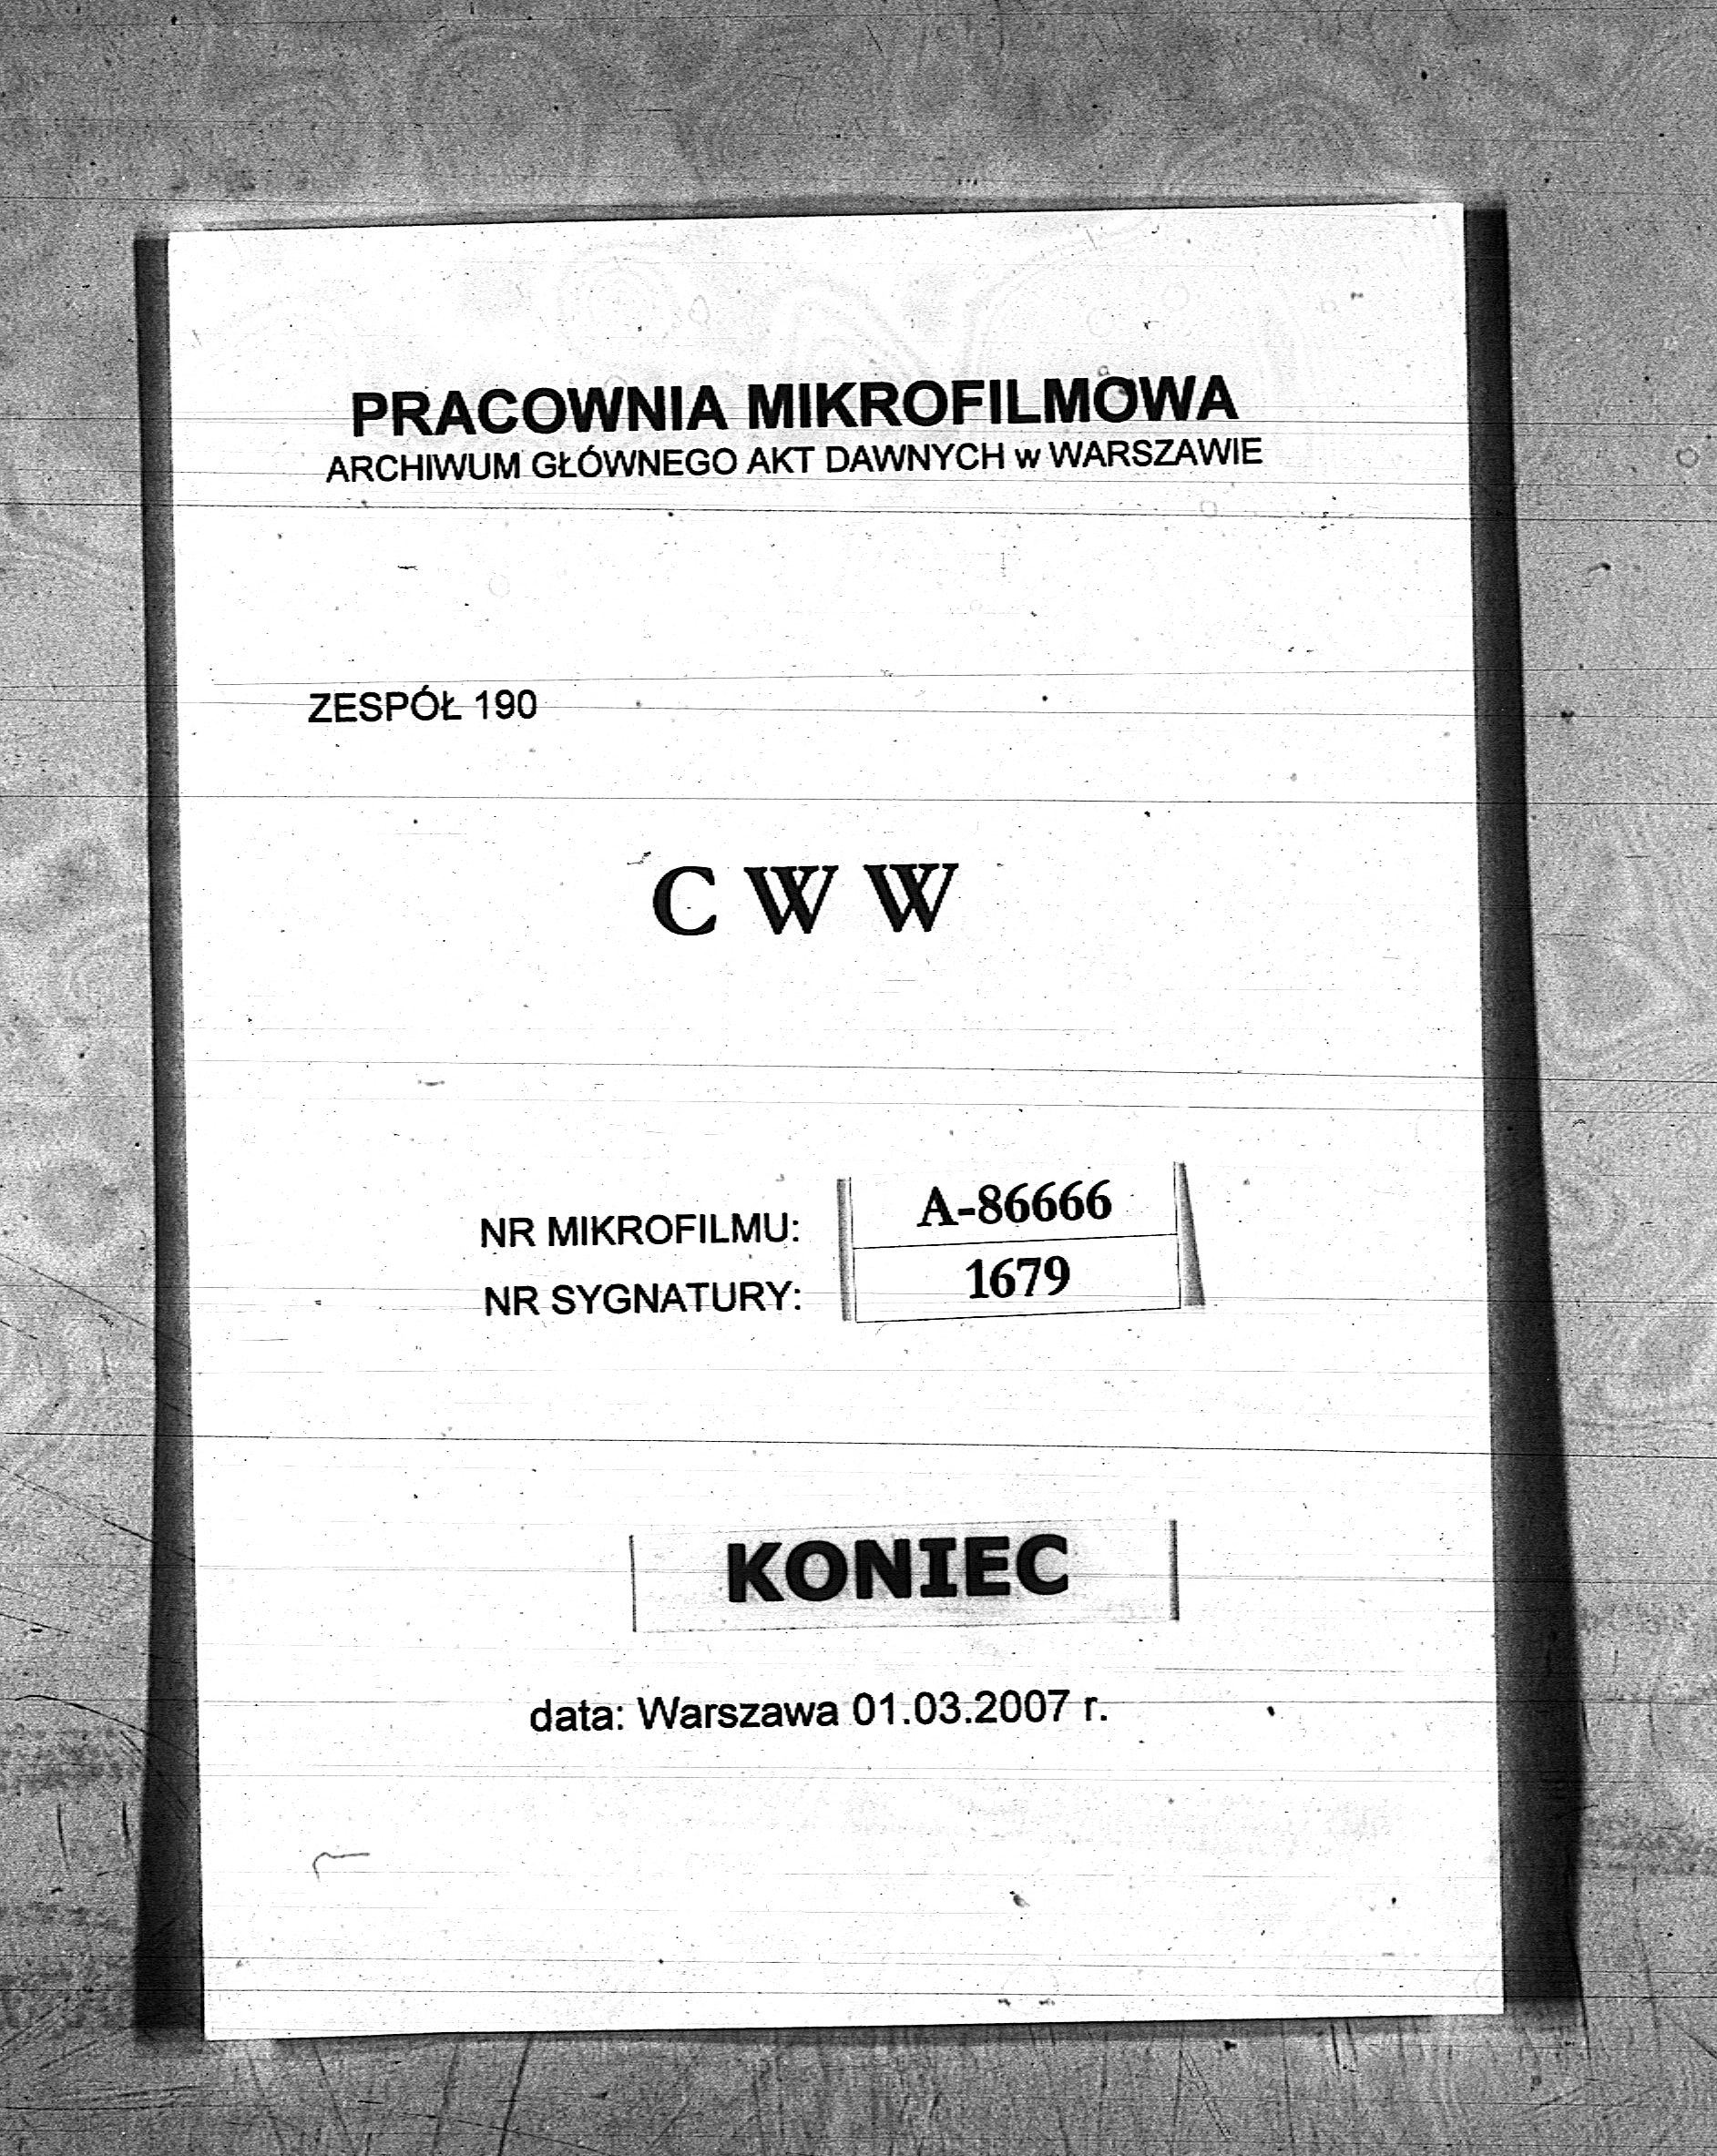 PRACOWNIA MIKROFILMOWA
ARCHIWUM GŁÓWNEGO AKT DAWNYCH w WARSZAWIE
ZESPÓŁ 190
C W W
NR MIKROFILMU: A-86666
NR SYGNATURY: 1679
KONIEC
data: Warszawa 01.03.2007 r.